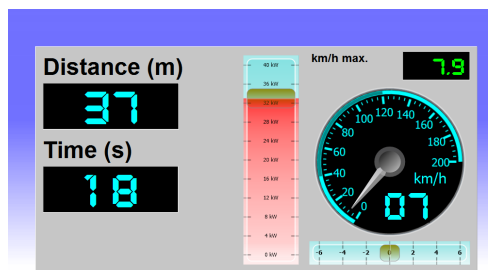 Distance (m)
37
Time (s)
18
40 kW
36 kW
32 kW
28 kW
24 kW
20 kW
16 kW
12 kW
8 kW
4 kW
0 kW
km/h max.
7.9
0
20
40
60
80
100
120
140
160
180
200
km/h
07
-6 -4 -2 0 2 4 6